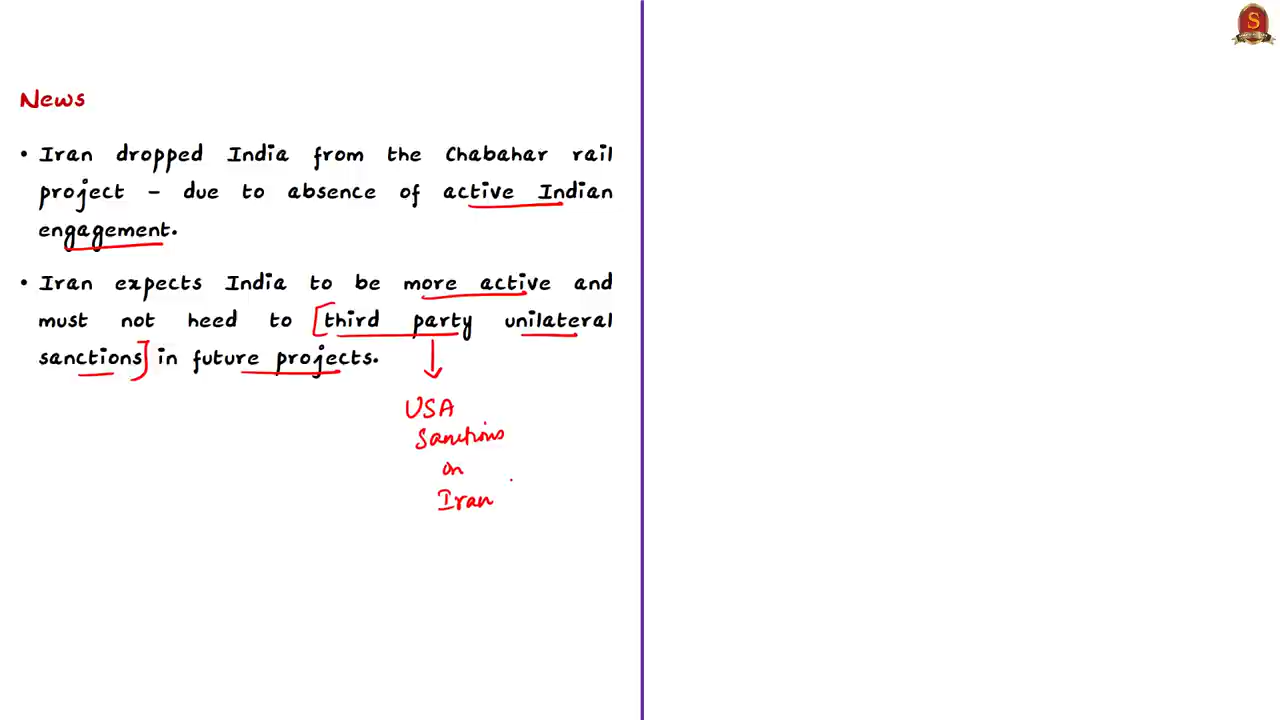 News
• Iran dropped India from the Chabahar rail
project - due to absence of active Indian
engagement.
• Iran expects India to be more active and
must not heed to [third party unilateral
sanctions] in future projects.
USA
Sanctions
on
Iran
S